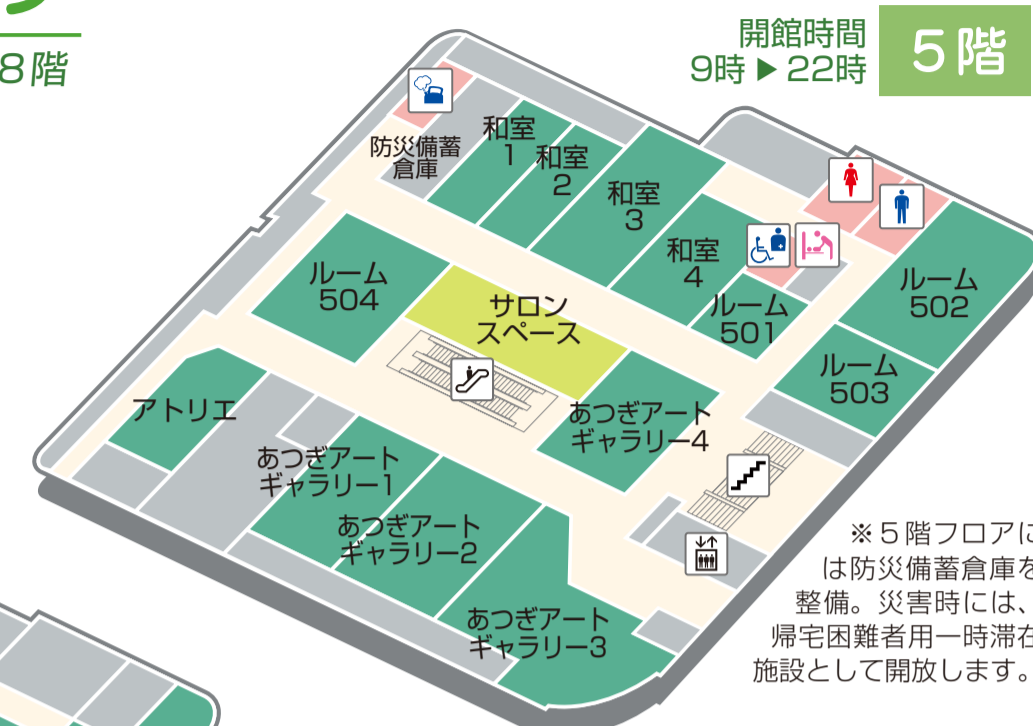 8階
開館時間
9時▶22時
5階
防災備蓄
倉庫
和室
1
和室
2
和室
3
和室
4
ルーム
504
サロン
スペース
ルーム
501
ルーム
502
ルーム
503
アトリエ
あつぎアート
ギャラリー1
あつぎアート
ギャラリー2
あつぎアート
ギャラリー3
あつぎアート
ギャラリー4
※5階フロアに
は防災備蓄倉庫を
整備。災害時には、
帰宅困難者用一時滞在
施設として開放します。